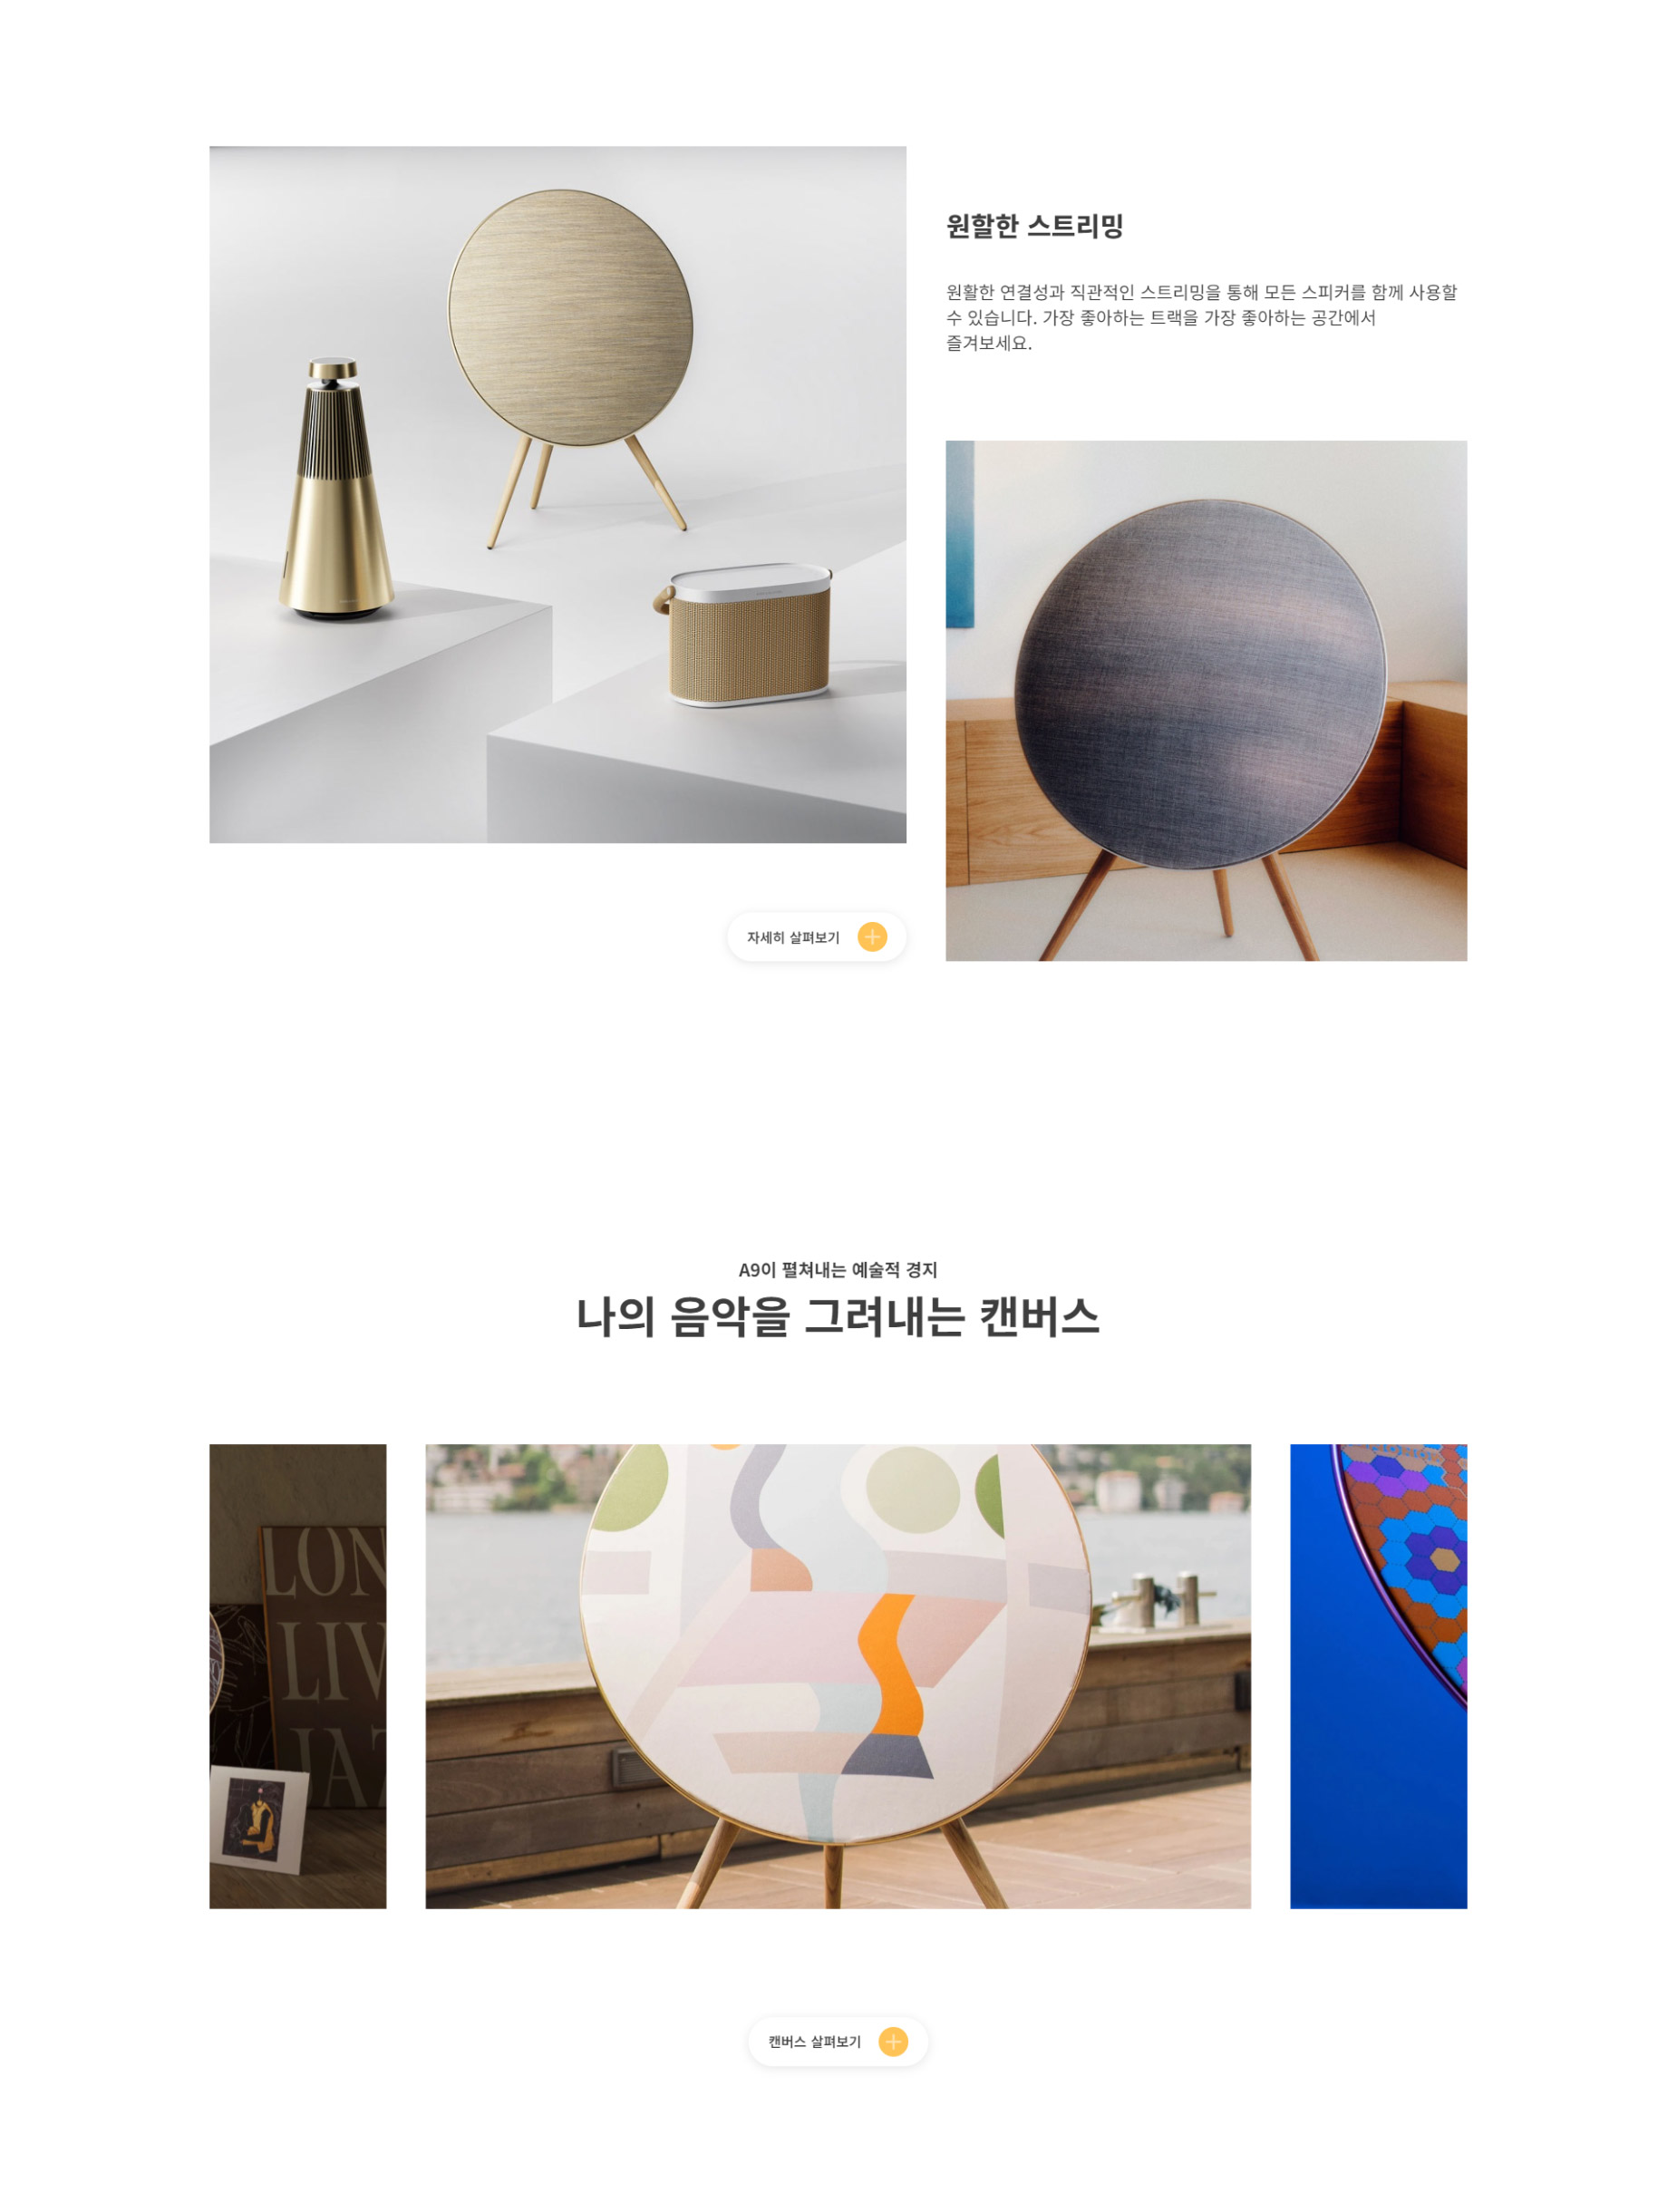 원할한 스트리밍
원활한 연결성과 직관적인 스트리밍을 통해 모든 스피커를 함께 사용할
수 있습니다. 가장 좋아하는 트랙을 가장 좋아하는 공간에서
즐겨보세요.
자세히 살펴보기
A9이 펼쳐내는 예술적 경지
나의 음악을 그려내는 캔버스
LON
LIV
JAZ
캔버스 살펴보기